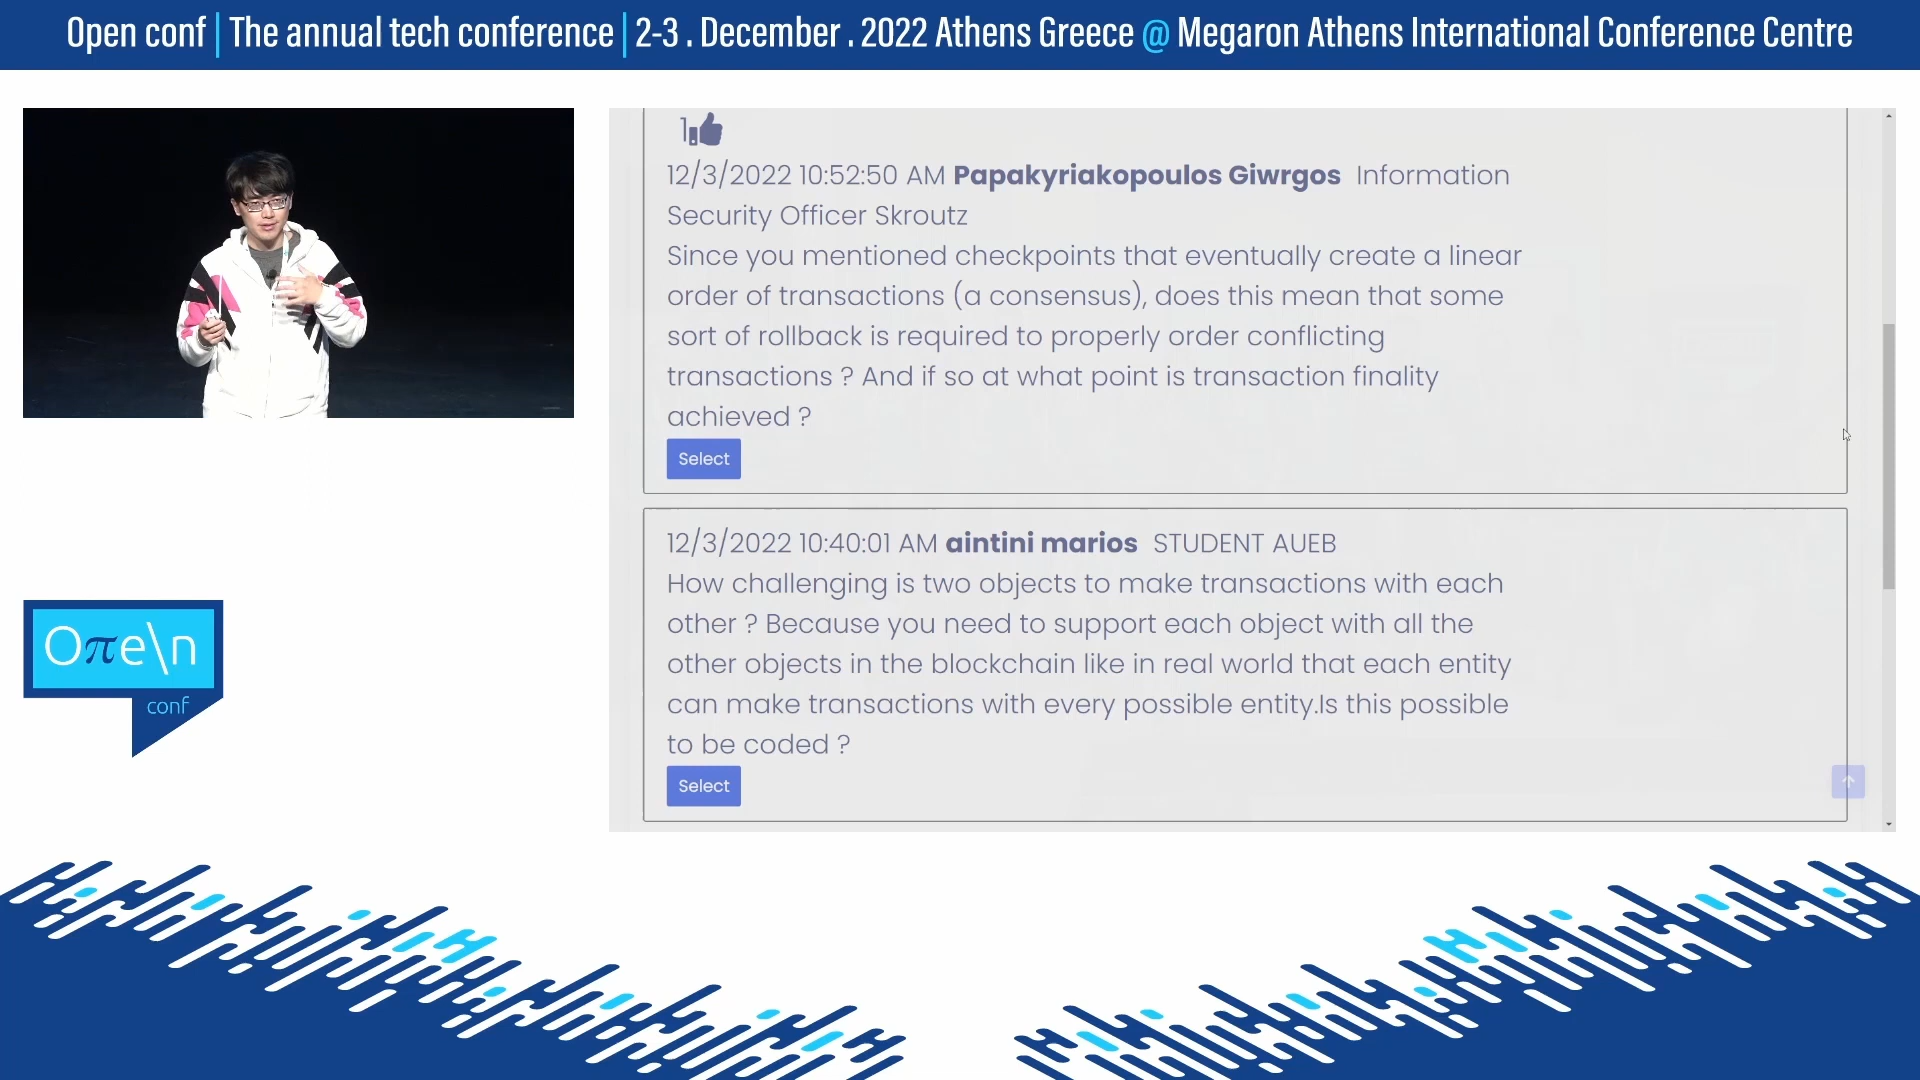 Open conf | The annual tech conference | 2-3 . December . 2022 Athens Greece @ Megaron Athens International Conference Centre
1
12/3/2022 10:52:50 AM Papakyriakopoulos Giwrgos Information
Security Officer Skroutz
Since you mentioned checkpoints that eventually create a linear
order of transactions (a consensus), does this mean that some
sort of rollback is required to properly order conflicting
transactions ? And if so at what point is transaction finality
achieved ?
Select
12/3/2022 10:40:01 AM aintini marios STUDENT AUEB
How challenging is two objects to make transactions with each
other ? Because you need to support each object with all the
other objects in the blockchain like in real world that each entity
can make transactions with every possible entity.Is this possible
to be coded ?
Select
Oπe\n
conf